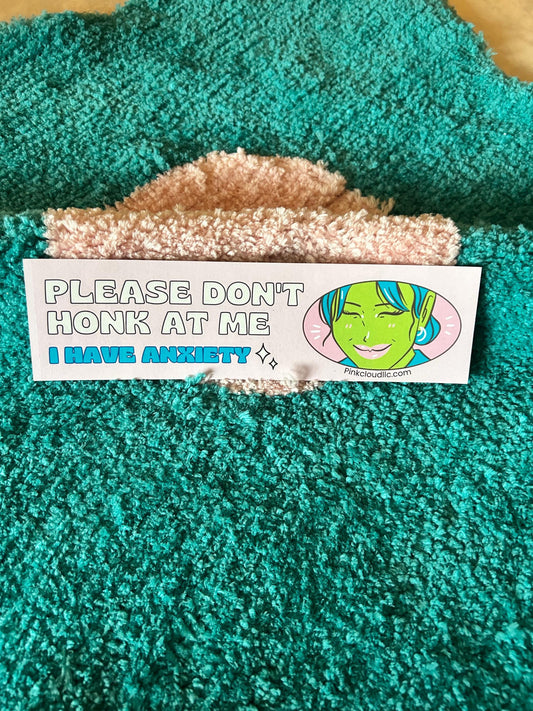 PLEASE DON'T
HONK AT ME
I HAVE ANXIETY
Pinkcloudllc.com